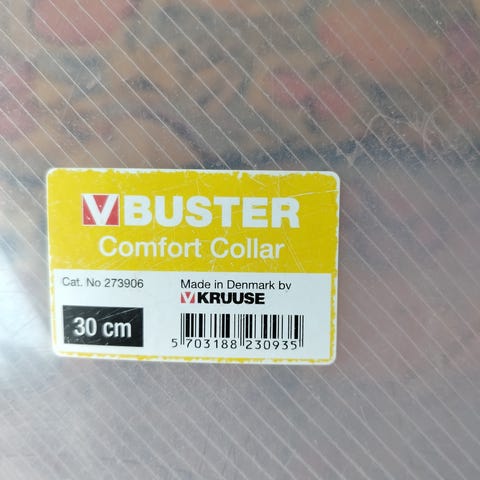 V BUSTER
Comfort Collar
Cat. No 273906
Made in Denmark by
V KRUUSE
30 cm
5 703188 230935